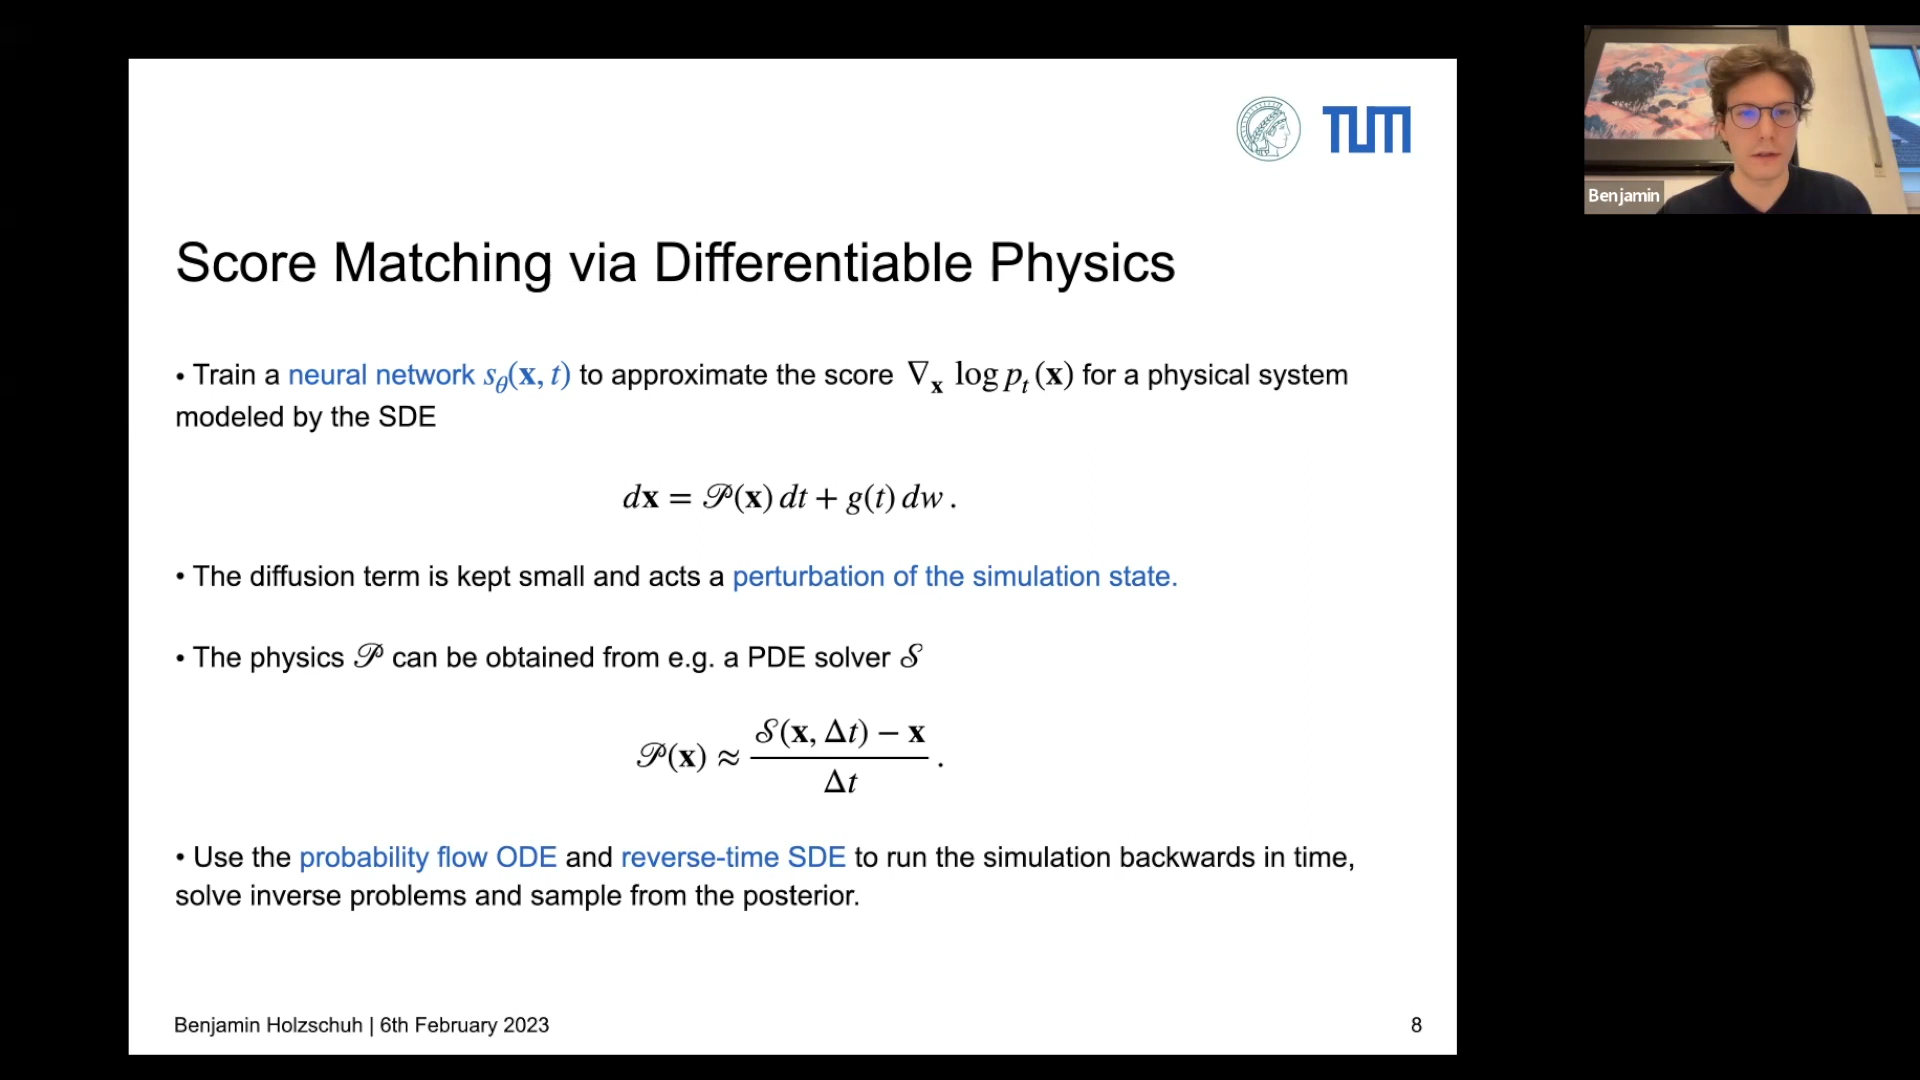 TUM
Benjamin
Score Matching via Differentiable Physics
• Train a neural network s_θ(𝐱, t) to approximate the score ∇_𝐱 log p_t(𝐱) for a physical system
modeled by the SDE
d𝐱 = 𝒫(𝐱) dt + g(t) dw .
• The diffusion term is kept small and acts a perturbation of the simulation state.
• The physics 𝒫 can be obtained from e.g. a PDE solver 𝒮
𝒫(𝐱) ≈ (𝒮(𝐱, Δt) − 𝐱) / Δt .
• Use the probability flow ODE and reverse-time SDE to run the simulation backwards in time,
solve inverse problems and sample from the posterior.
Benjamin Holzschuh | 6th February 2023
8